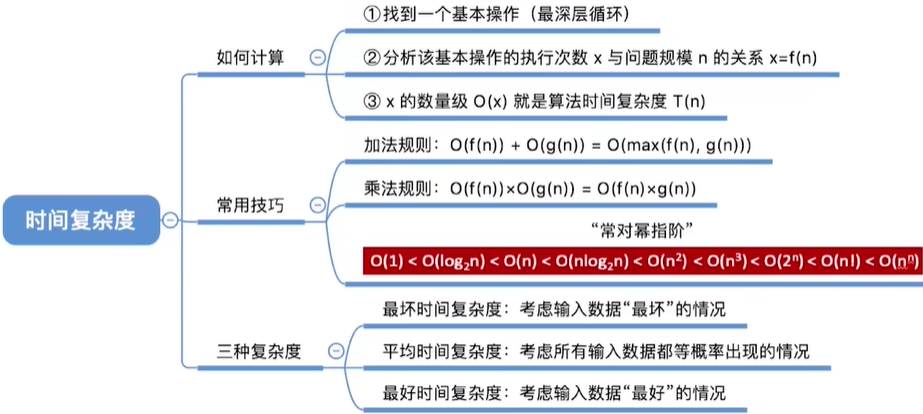 时间复杂度
如何计算
①找到一个基本操作（最深层循环）
②分析该基本操作的执行次数 x 与问题规模 n 的关系 x=f(n)
③ x 的数量级 O(x) 就是算法时间复杂度 T(n)
常用技巧
加法规则：O(f(n)) + O(g(n)) = O(max(f(n), g(n)))
乘法规则：O(f(n))×O(g(n)) = O(f(n)×g(n))
“常对幂指阶”
O(1) < O(log₂n) < O(n) < O(nlog₂n) < O(n²) < O(n³) < O(2ⁿ) < O(n!) < O(nⁿ)
三种复杂度
最坏时间复杂度：考虑输入数据“最坏”的情况
平均时间复杂度：考虑所有输入数据都等概率出现的情况
最好时间复杂度：考虑输入数据“最好”的情况